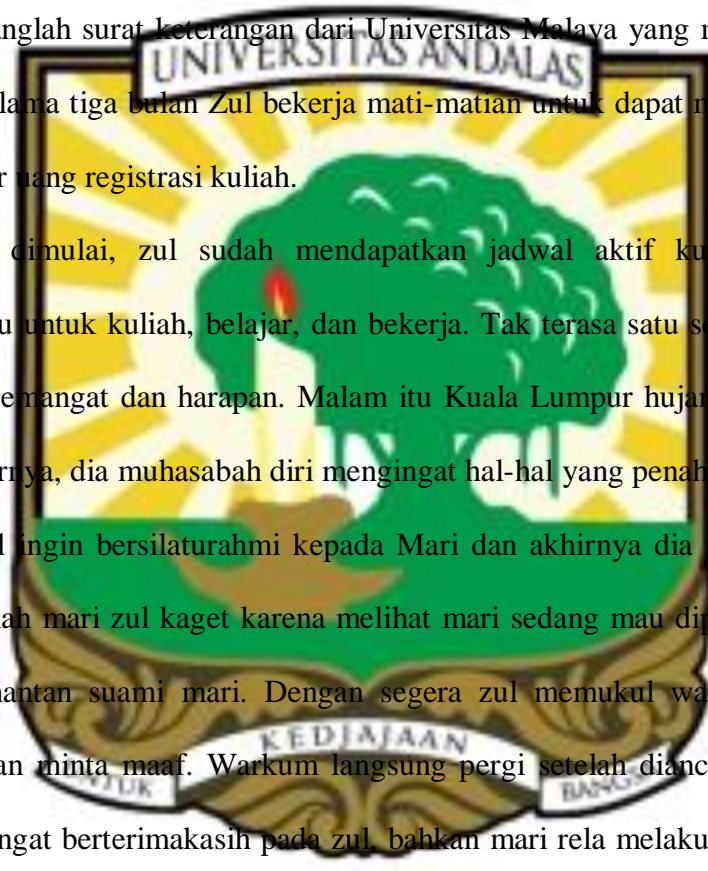 anglah surat keterangan dari Universitas Malaya yang m
UNIVERSITAS ANDALAS
lama tiga bulan Zul bekerja mati-matian untuk dapat m
r uang registrasi kuliah.
dimulai, zul sudah mendapatkan jadwal aktif ku
u untuk kuliah, belajar, dan bekerja. Tak terasa satu se
emangat dan harapan. Malam itu Kuala Lumpur hujan
rnya, dia muhasabah diri mengingat hal-hal yang penah
l ingin bersilaturahmi kepada Mari dan akhirnya dia
ah mari zul kaget karena melihat mari sedang mau dip
antan suami mari. Dengan segera zul memukul wa
KEDJAJAAN
an minta maaf. Warkum langsung pergi setelah dianc
UNTUK BANGSA
ngat berterimakasih pada zul, bahkan mari rela melaku